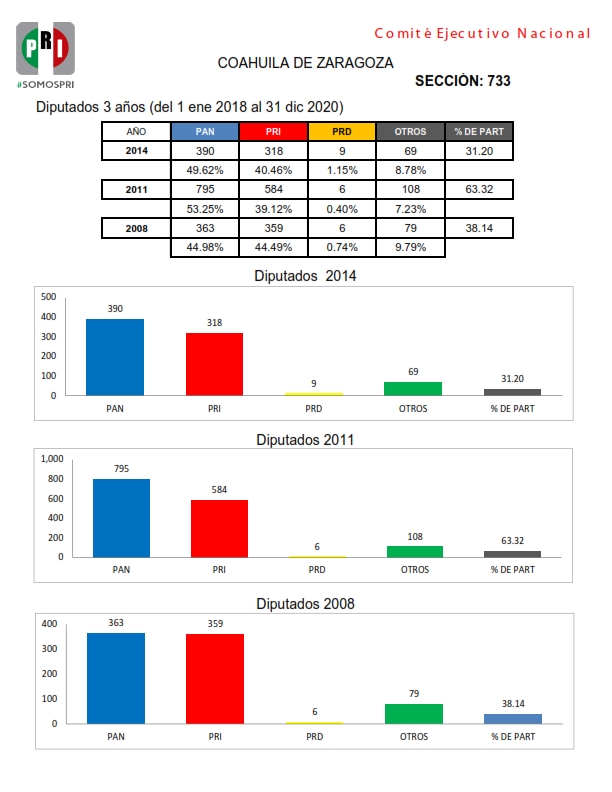 Comité Ejecutivo Nacional
PRI
#SOMOSPRI
COAHUILA DE ZARAGOZA
SECCIÓN: 733
Diputados 3 años (del 1 ene 2018 al 31 dic 2020)
AÑO PAN PRI PRD OTROS % DE PART
2014 390 318 9 69 31.20
49.62% 40.46% 1.15% 8.78%
2011 795 584 6 108 63.32
53.25% 39.12% 0.40% 7.23%
2008 363 359 6 79 38.14
44.98% 44.49% 0.74% 9.79%
Diputados 2014
500
400
300
200
100
0
390 318 9 69 31.20
PAN PRI PRD OTROS % DE PART
Diputados 2011
1,000
800
600
400
200
0
795 584 6 108 63.32
PAN PRI PRD OTROS % DE PART
Diputados 2008
400
300
200
100
0
363 359 6 79 38.14
PAN PRI PRD OTROS % DE PART